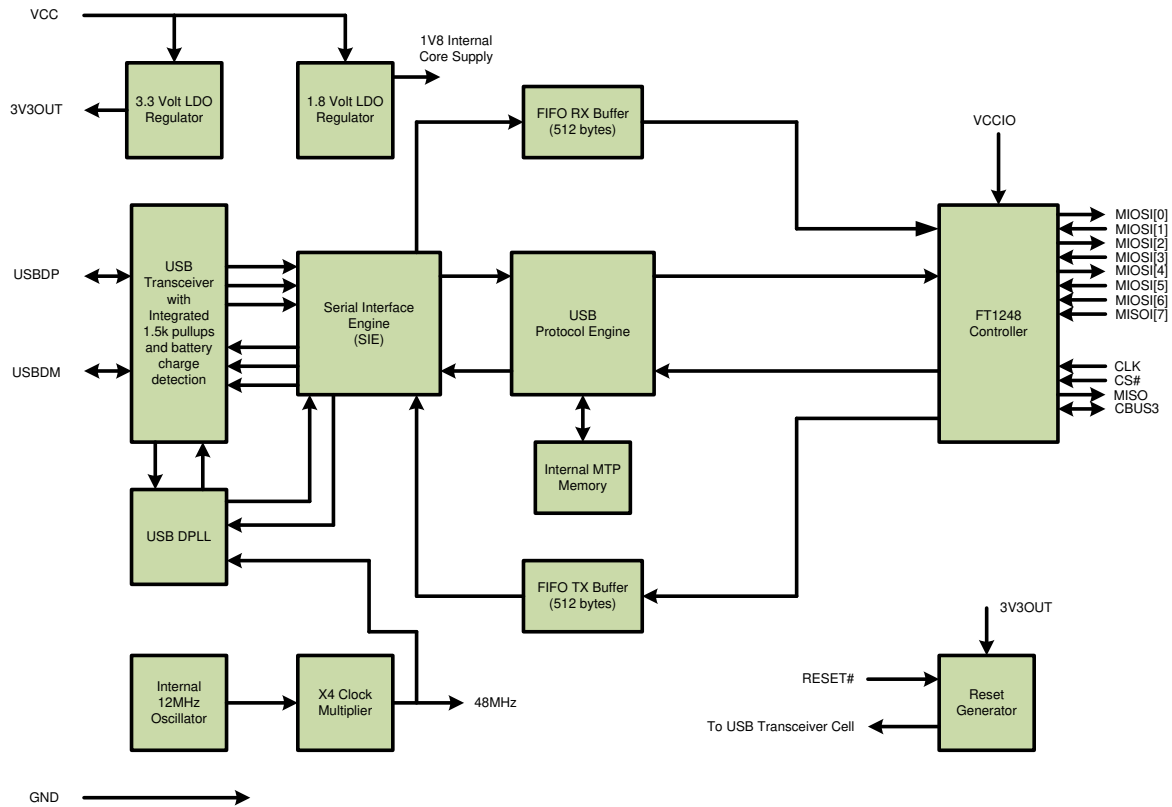 VCC
1V8 Internal
Core Supply
3.3 Volt LDO
Regulator
1.8 Volt LDO
Regulator
3V3OUT
FIFO RX Buffer
(512 bytes)
VCCIO
USB
Transceiver
with
Integrated
1.5k pullups
and battery
charge
detection
USBDP
USBDM
Serial Interface
Engine
(SIE)
USB
Protocol Engine
FT1248
Controller
MIOSI[0]
MIOSI[1]
MIOSI[2]
MIOSI[3]
MIOSI[4]
MIOSI[5]
MIOSI[6]
MISOI[7]
CLK
CS#
MISO
CBUS3
Internal MTP
Memory
USB DPLL
FIFO TX Buffer
(512 bytes)
3V3OUT
Internal
12MHz
Oscillator
X4 Clock
Multiplier
48MHz
RESET#
Reset
Generator
To USB Transceiver Cell
GND